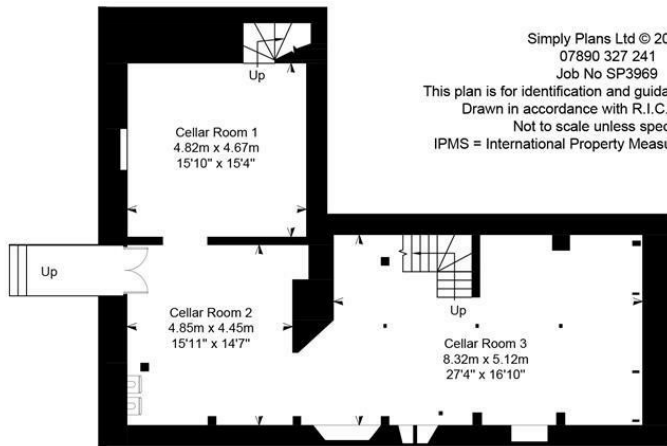 Simply Plans Ltd © 20
07890 327 241
Job No SP3969
This plan is for identification and guida
Drawn in accordance with R.I.C.
Not to scale unless spec
IPMS = International Property Measu
Up
Cellar Room 1
4.82m x 4.67m
15'10" x 15'4"
Up
Cellar Room 2
4.85m x 4.45m
15'11" x 14'7"
Up
Cellar Room 3
8.32m x 5.12m
27'4" x 16'10"